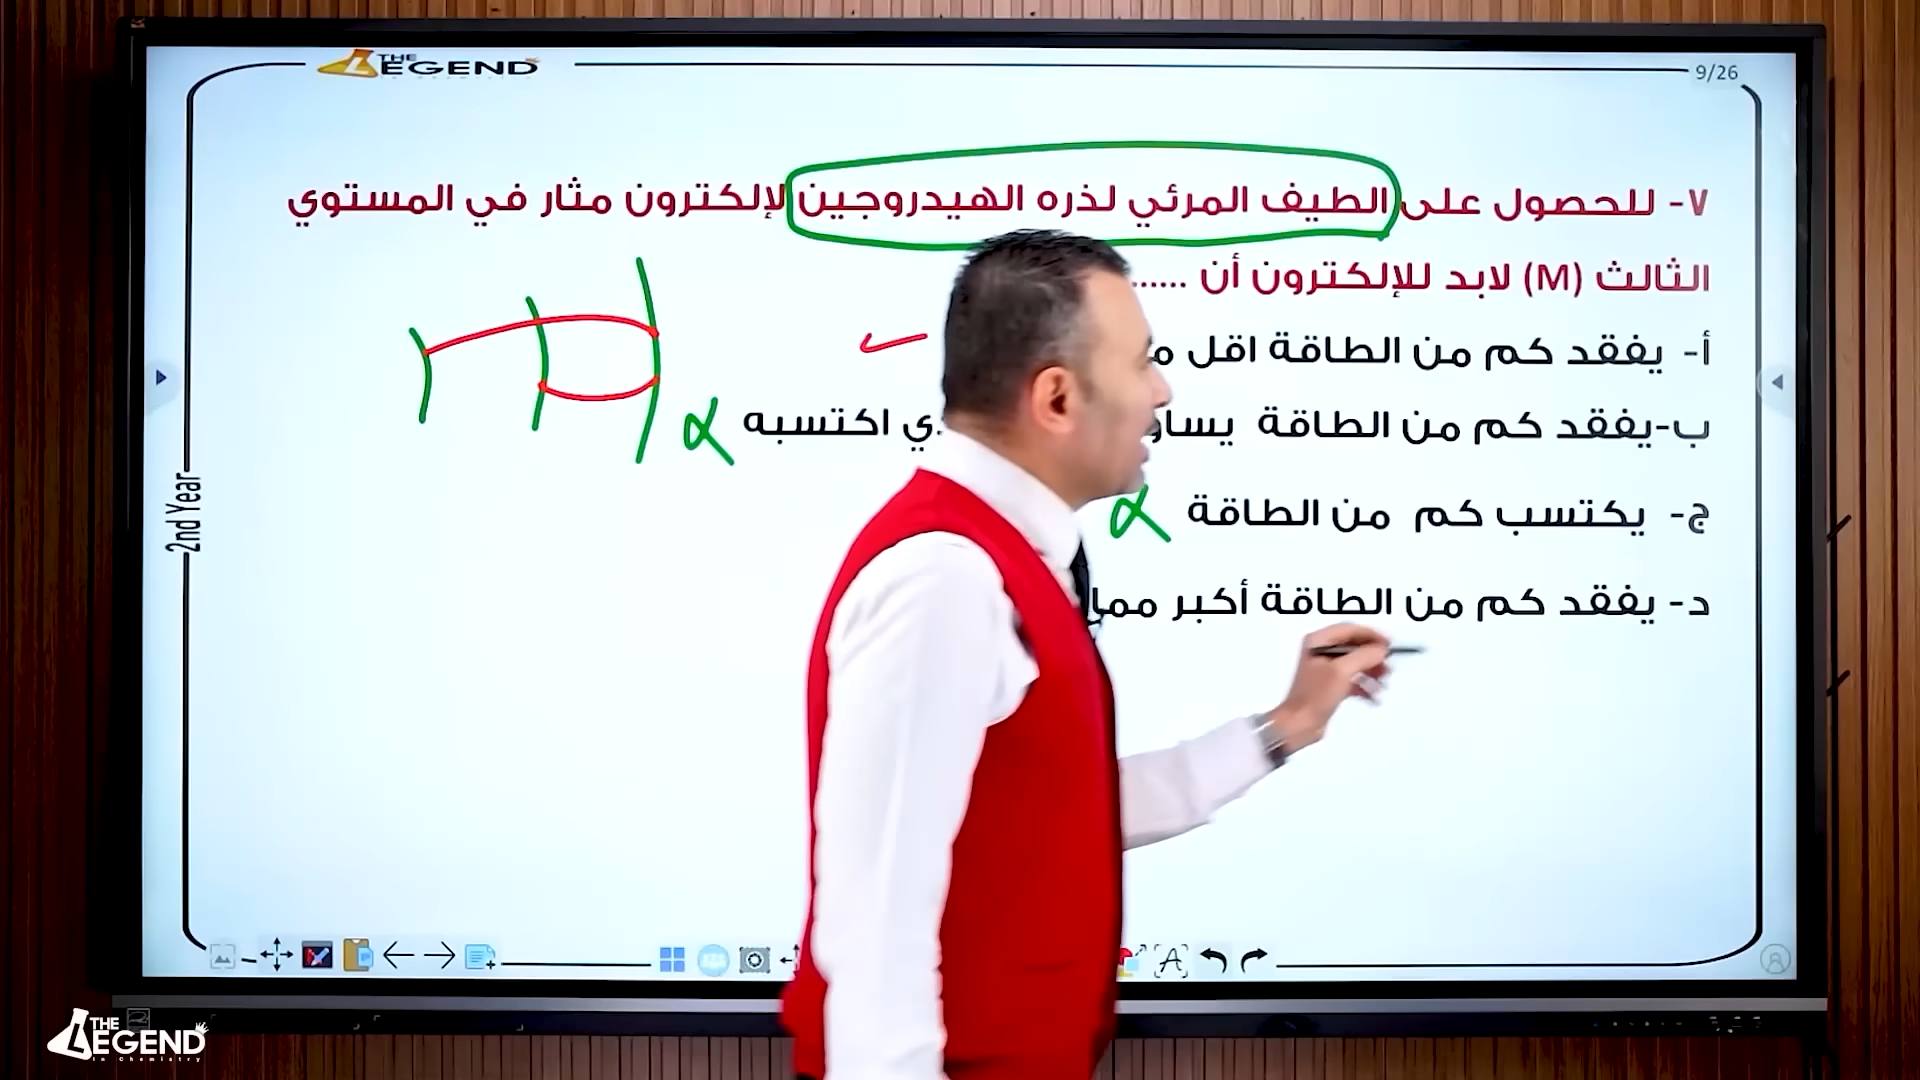 THE LEGEND
9/26
٧- للحصول على الطيف المرئي لذره الهيدروجين لإلكترون مثار في المستوي
الثالث (M) لابد للإلكترون أن ......
أ- يفقد كم من الطاقة اقل
ب-يفقد كم من الطاقة اكتسبه
ج- يكتسب كم من الطاقة
د- يفقد كم من الطاقة أكبر مما
2nd Year
THE LEGEND
In Chemistry